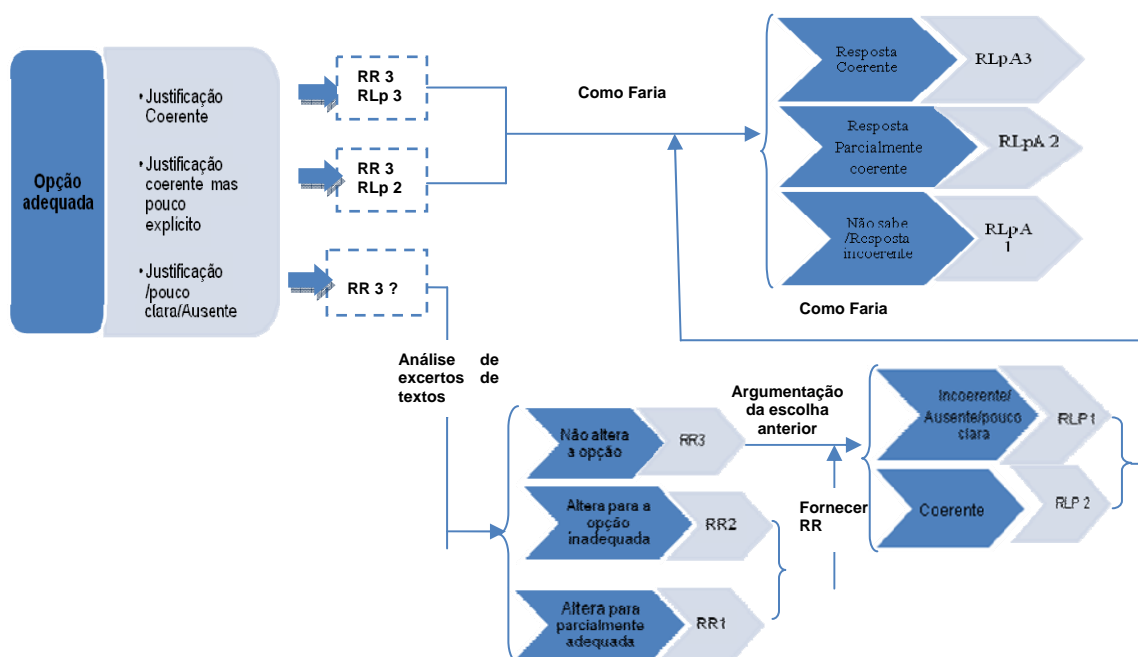 Opção
adequada
• Justificação
Coerente
• Justificação
coerente mas
pouco
explicito
• Justificação
/pouco
clara/Ausente
RR 3
RLp 3
RR 3
RLp 2
RR 3 ?
Como Faria
Resposta
Coerente
RLpA3
Resposta
Parcialmente
coerente
RLpA 2
Não sabe
/Resposta
incoerente
RLpA
1
Como Faria
Análise de
excertos de
textos
Não altera
a opção
RR3
Altera para a
opção
inadequada
RR2
Altera para
parcialmente
adequada
RR1
Argumentação
da escolha
anterior
Fornecer
RR
Incoerente/
Ausente/pouco
clara
RLP1
Coerente
RLP 2